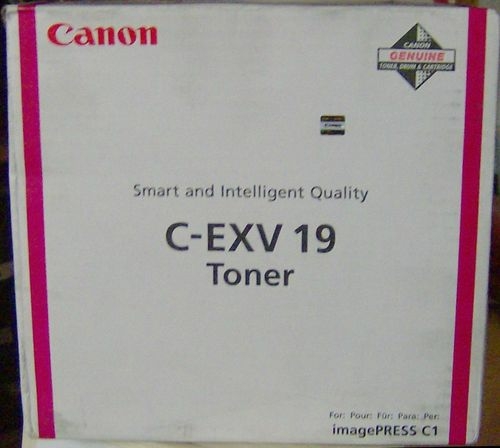 Canon
CANON
GENUINE
TONER, DRUM & CARTRIDGE
Smart and Intelligent Quality
C-EXV 19
Toner
For: Pour: Für: Para: Per:
imagePRESS C1